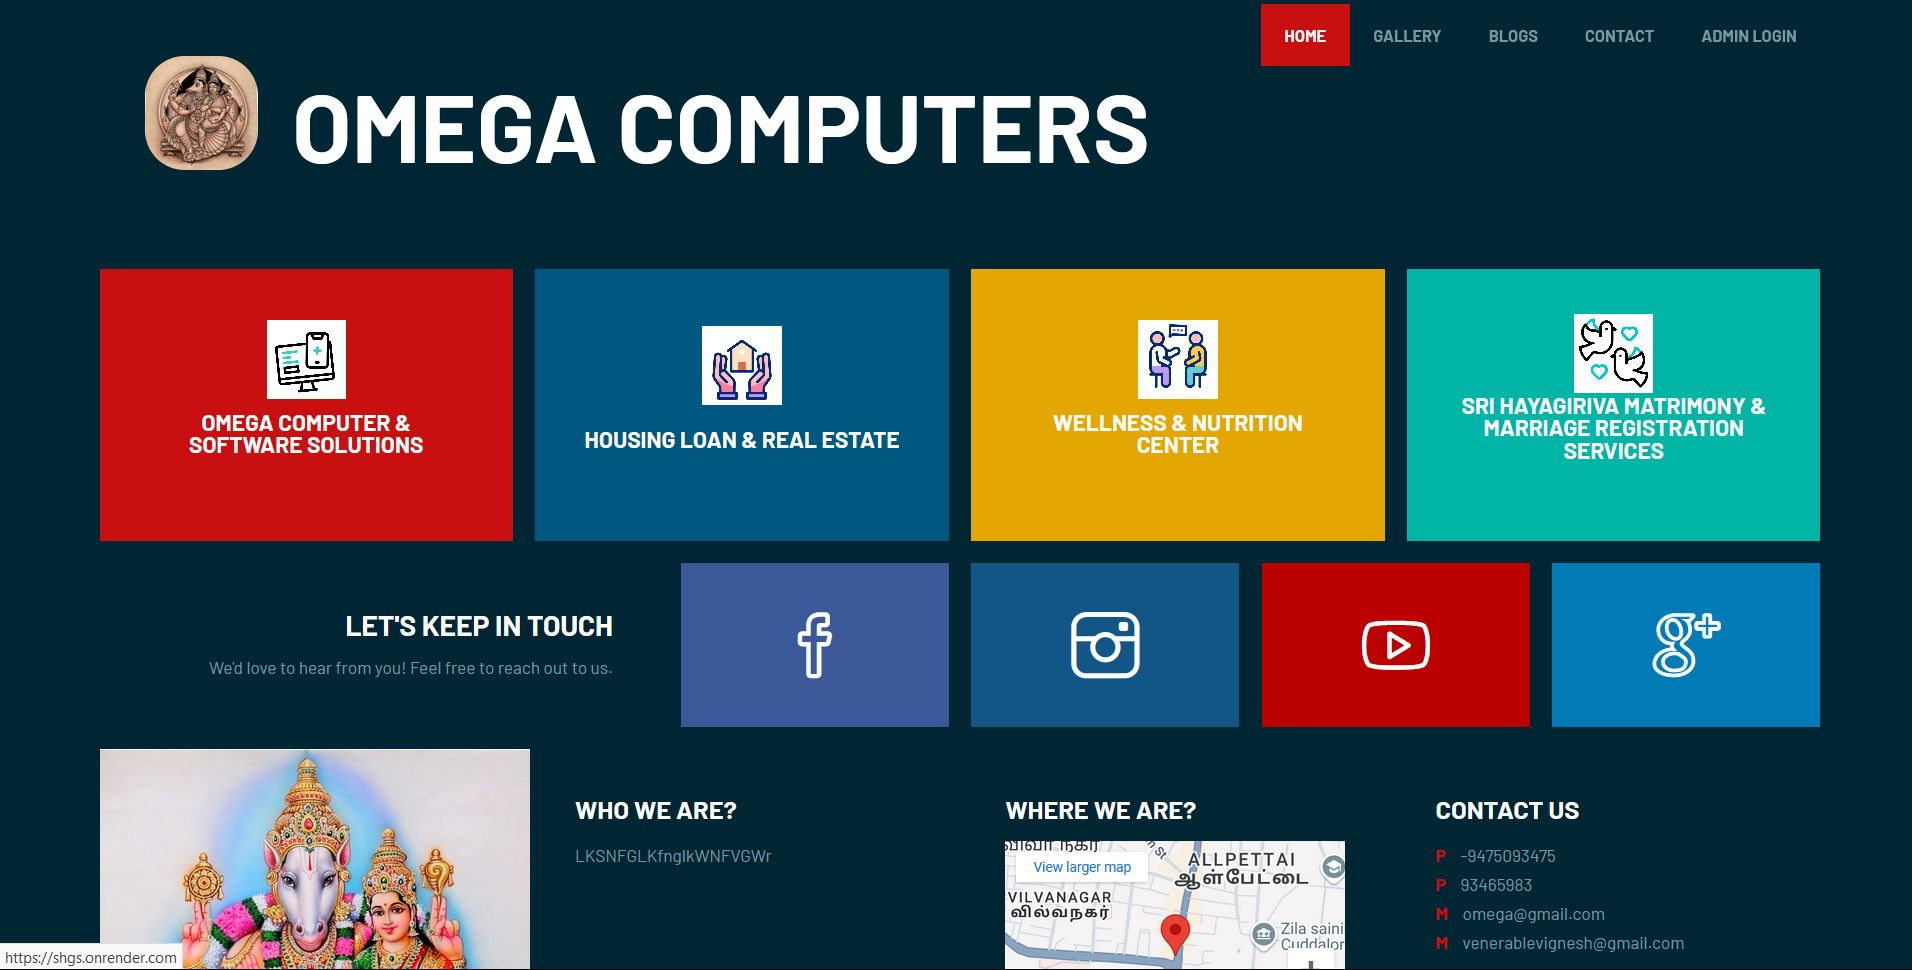 HOME GALLERY BLOGS CONTACT ADMIN LOGIN
OMEGA COMPUTERS
OMEGA COMPUTER &
SOFTWARE SOLUTIONS
HOUSING LOAN & REAL ESTATE
WELLNESS & NUTRITION
CENTER
SRI HAYAGIRIVA MATRIMONY &
MARRIAGE REGISTRATION
SERVICES
LET'S KEEP IN TOUCH
We'd love to hear from you! Feel free to reach out to us.
f
g+
WHO WE ARE?
LKSNFGLKfnglkWNFVGWr
WHERE WE ARE?
View larger map
St
ALLPETTAI
ஆள்பேட்டை
VILVANAGAR
வில்வநகர்
Zila saini
Cuddalor
CONTACT US
P -9475093475
P 93465983
M omega@gmail.com
M venerablevignesh@gmail.com
https://shgs.onrender.com